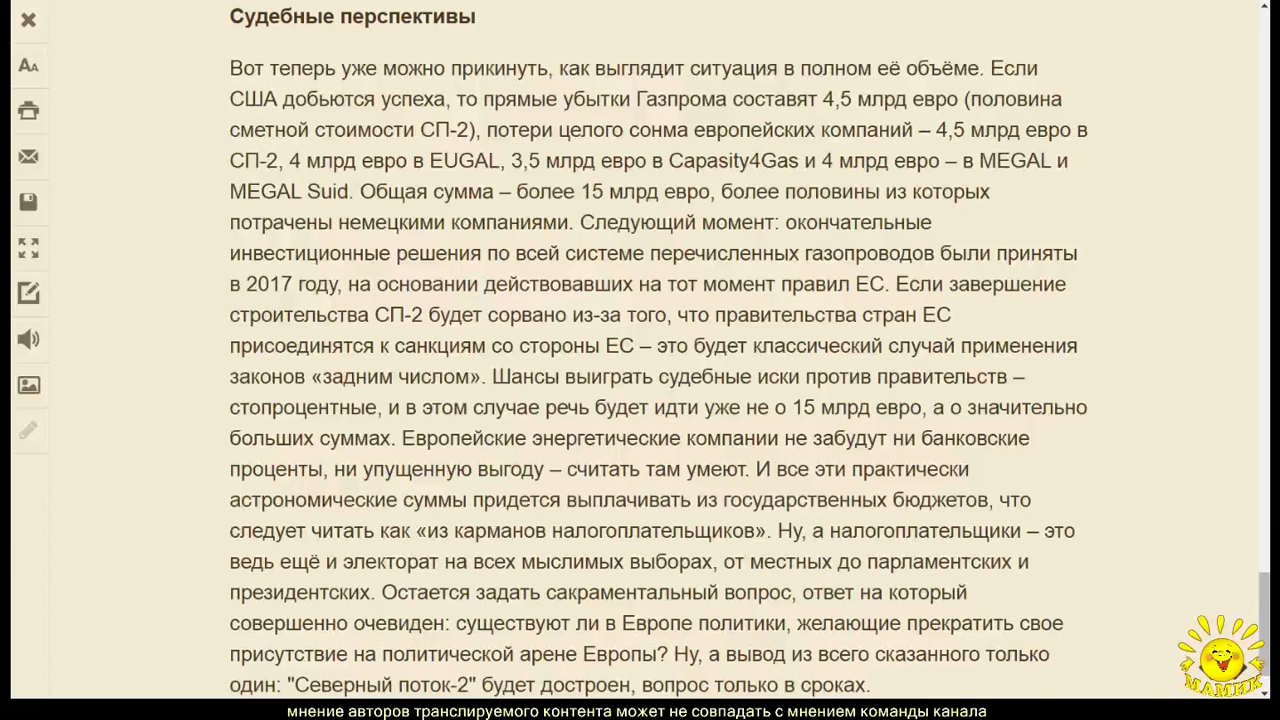 Судебные перспективы
Вот теперь уже можно прикинуть, как выглядит ситуация в полном её объёме. Если
США добьются успеха, то прямые убытки Газпрома составят 4,5 млрд евро (половина
сметной стоимости СП-2), потери целого сонма европейских компаний – 4,5 млрд евро в
СП-2, 4 млрд евро в EUGAL, 3,5 млрд евро в Capasity4Gas и 4 млрд евро – в MEGAL и
MEGAL Suid. Общая сумма – более 15 млрд евро, более половины из которых
потрачены немецкими компаниями. Следующий момент: окончательные
инвестиционные решения по всей системе перечисленных газопроводов были приняты
в 2017 году, на основании действовавших на тот момент правил ЕС. Если завершение
строительства СП-2 будет сорвано из-за того, что правительства стран ЕС
присоединятся к санкциям со стороны ЕС – это будет классический случай применения
законов «задним числом». Шансы выиграть судебные иски против правительств –
стопроцентные, и в этом случае речь будет идти уже не о 15 млрд евро, а о значительно
больших суммах. Европейские энергетические компании не забудут ни банковские
проценты, ни упущенную выгоду – считать там умеют. И все эти практически
астрономические суммы придется выплачивать из государственных бюджетов, что
следует читать как «из карманов налогоплательщиков». Ну, а налогоплательщики – это
ведь ещё и электорат на всех мыслимых выборах, от местных до парламентских и
президентских. Остается задать сакраментальный вопрос, ответ на который
совершенно очевиден: существуют ли в Европе политики, желающие прекратить свое
присутствие на политической арене Европы? Ну, а вывод из всего сказанного только
один: "Северный поток-2" будет достроен, вопрос только в сроках.
МАМИК
мнение авторов транслируемого контента может не совпадать с мнением команды канала